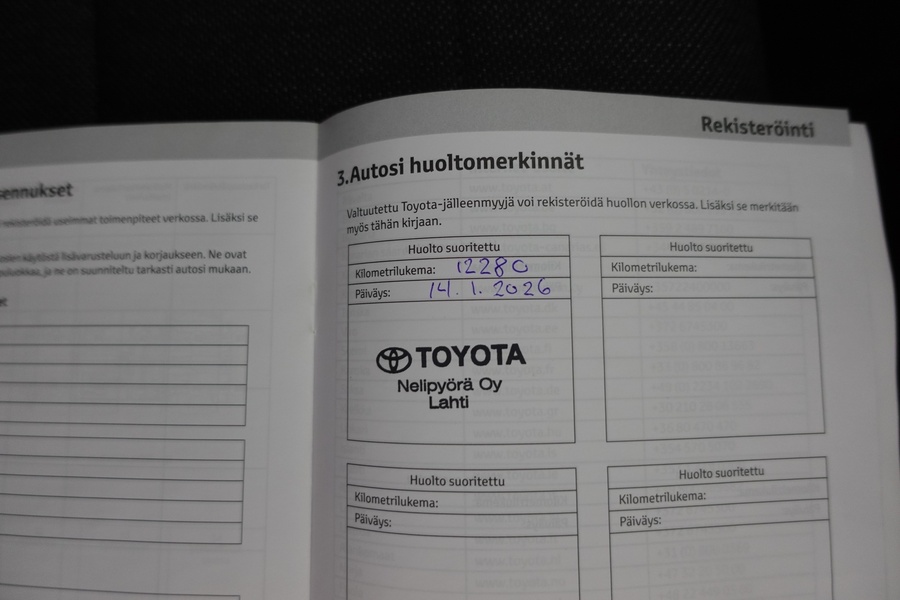 sennukset
rekisteröidä useimmat toimenpiteet verkossa. Lisäksi se
käytöstä lisävarusteluun ja korjaukseen. Ne ovat
ja ne on suunniteltu tarkasti autosi mukaan.
Rekisteröinti
3.Autosi huoltomerkinnät
Valtuutettu Toyota-jälleenmyyjä voi rekisteröidä huollon verkossa. Lisäksi se merkitään
myös tähän kirjaan.
Huolto suoritettu
Kilometrilukema: 12280
Päiväys: 14.1.2026
TOYOTA
Nelipyörä Oy
Lahti
Huolto suoritettu
Kilometrilukema:
Päiväys:
Huolto suoritettu
Kilometrilukema:
Päiväys:
Huolto suoritettu
Kilometrilukema:
Päiväys: